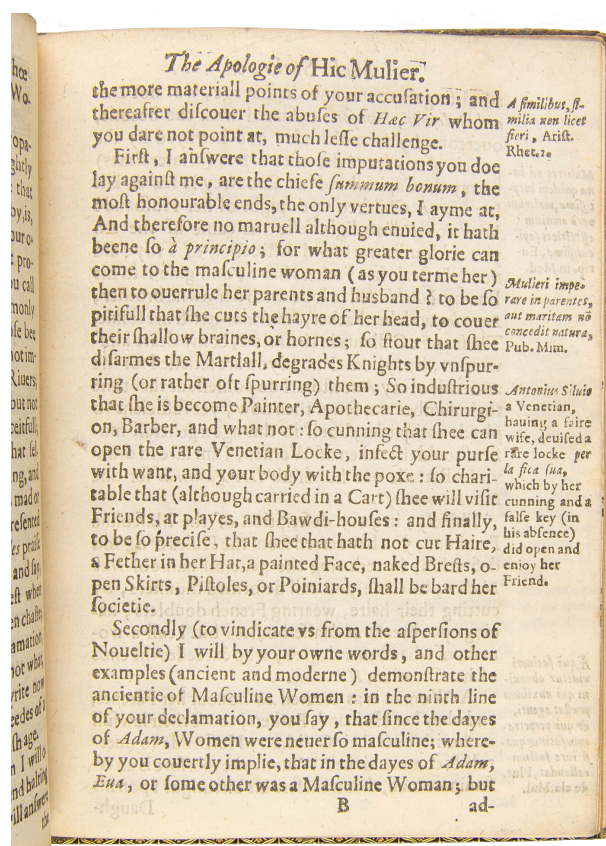 The Apologie of Hic Mulier.
the more materiall points of your accusation; and
thereafter discouer the abuses of Hæc Vir whom
you dare not point at, much lesse challenge.
First, I answere that those imputations you doe
lay against me, are the chiefe summum bonum, the
most honourable ends, the only vertues, I ayme at,
And therefore no maruell although enuied, it hath
beene so à principio; for what greater glorie can
come to the masculine woman (as you terme her)
then to ouerrule her parents and husband? to be so
pitifull that she cuts the hayre of her head, to couer
their shallow braines, or hornes; so stout that shee
disarmes the Martiall, degrades Knights by vnspur-
ring (or rather oft spurring) them; So industrious
that she is become Painter, Apothecarie, Chirurgi-
on, Barber, and what not: so cunning that shee can
open the rare Venetian Locke, infect your purse
with want, and your body with the poxe: so chari-
table that (although carried in a Cart) shee will visit
Friends, at playes, and Bawdi-houses: and finally,
to be so precise, that shee that hath not cut Haire,
a Fether in her Hat, a painted Face, naked Brests, o-
pen Skirts, Pistoles, or Poiniards, shall be bard her
societie.
Secondly (to vindicate vs from the aspersions of
Noueltie) I will by your owne words, and other
examples (ancient and moderne) demonstrate the
ancientie of Masculine Women: in the ninth line
of your declamation, you say, that since the dayes
of Adam, Women were neuer so masculine; where-
by you couertly implie, that in the dayes of Adam,
Eua, or some other was a Masculine Woman; but
B
ad-
A similibus, si-
milia non licet
fieri, Arist.
Rhet. 1.
Mulieri impe-
rare in parentes,
aut maritam nō
concedit natura,
Pub. Mim.
Antonius Siluio
a Venetian,
hauing a faire
wife, deuised a
rare locke per
la fica sua,
which by her
cunning and a
false key (in
his absence)
did open and
enioy her
Friend.